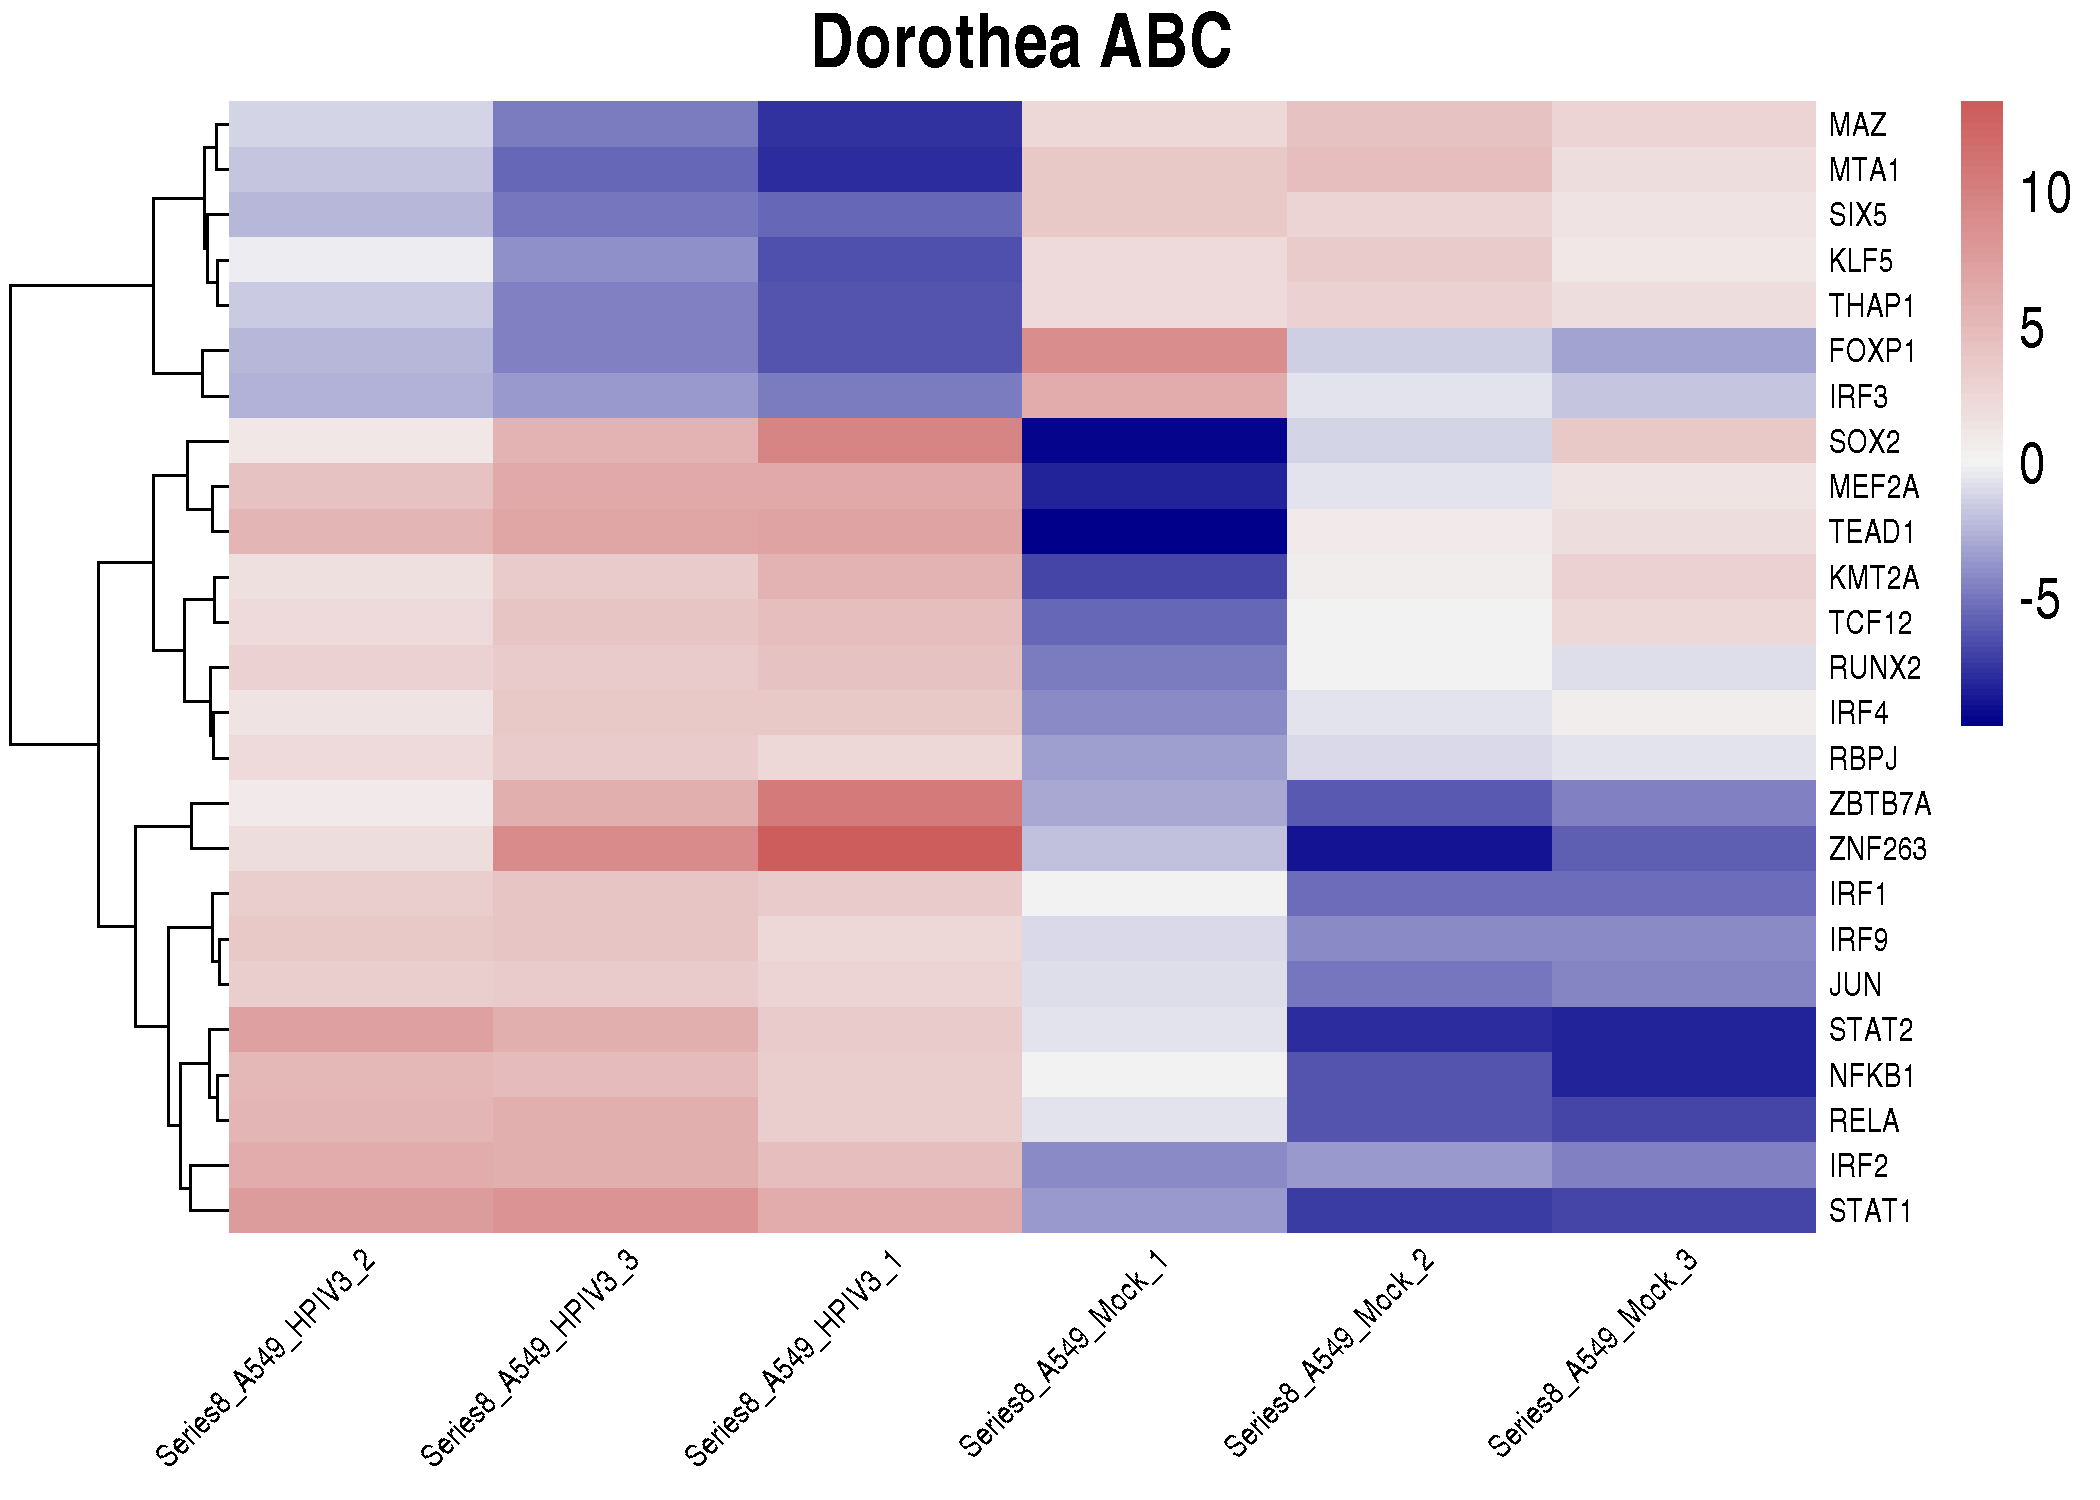 Dorothea ABC
MAZ
MTA1
SIX5
KLF5
THAP1
FOXP1
IRF3
SOX2
MEF2A
TEAD1
KMT2A
TCF12
RUNX2
IRF4
RBPJ
ZBTB7A
ZNF263
IRF1
IRF9
JUN
STAT2
NFKB1
RELA
IRF2
STAT1
10
5
0
-5
Series8_A549_HPIV3_2
Series8_A549_HPIV3_3
Series8_A549_HPIV3_1
Series8_A549_Mock_1
Series8_A549_Mock_2
Series8_A549_Mock_3